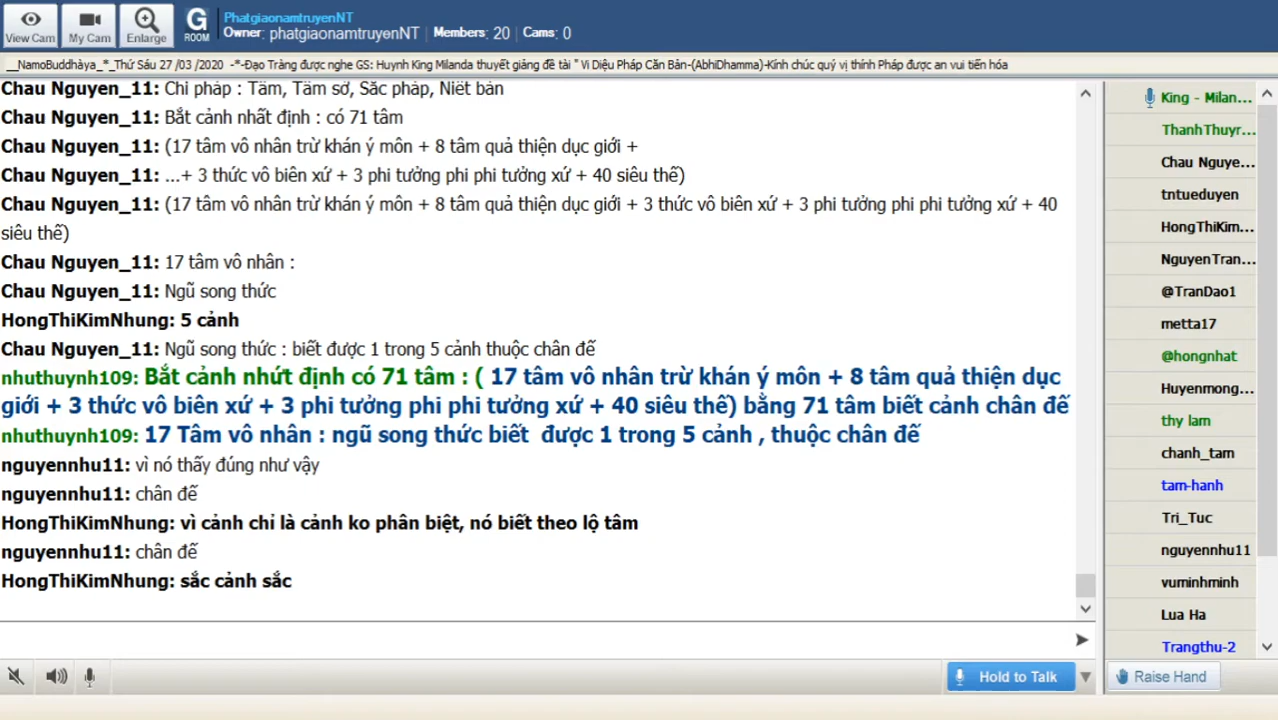 View Cam
My Cam
Enlarge
G
ROOM
PhatgiaonamtruyenNT
Owner: phatgiaonamtruyenNT | Members: 20 | Cams: 0
__NamoBuddhàya_*_Thứ Sáu 27 /03 /2020 -*-Đạo Tràng được nghe GS: Huynh King Milanda thuyết giảng đề tài " Vi Diệu Pháp Căn Bản-(AbhiDhamma)-Kính chúc quý vị thính Pháp được an vui tiến hóa
Chau Nguyen_11: Chi pháp : Tâm, Tâm sở, Sắc pháp, Niết bàn
Chau Nguyen_11: Bắt cảnh nhất định : có 71 tâm
Chau Nguyen_11: (17 tâm vô nhân trừ khán ý môn + 8 tâm quả thiện dục giới +
Chau Nguyen_11: ...+ 3 thức vô biên xứ + 3 phi tưởng phi phi tưởng xứ + 40 siêu thế)
Chau Nguyen_11: (17 tâm vô nhân trừ khán ý môn + 8 tâm quả thiện dục giới + 3 thức vô biên xứ + 3 phi tưởng phi phi tưởng xứ + 40
siêu thế)
Chau Nguyen_11: 17 tâm vô nhân :
Chau Nguyen_11: Ngũ song thức
HongThiKimNhung: 5 cảnh
Chau Nguyen_11: Ngũ song thức : biết được 1 trong 5 cảnh thuộc chân đế
nhuthuynh109: Bắt cảnh nhứt định có 71 tâm : ( 17 tâm vô nhân trừ khán ý môn + 8 tâm quả thiện dục
giới + 3 thức vô biên xứ + 3 phi tưởng phi phi tưởng xứ + 40 siêu thế) bằng 71 tâm biết cảnh chân đế
nhuthuynh109: 17 Tâm vô nhân : ngũ song thức biết được 1 trong 5 cảnh , thuộc chân đế
nguyennhu11: vì nó thấy đúng như vậy
nguyennhu11: chân đế
HongThiKimNhung: vì cảnh chỉ là cảnh ko phân biệt, nó biết theo lộ tâm
nguyennhu11: chân đế
HongThiKimNhung: sắc cảnh sắc
King - Milan...
ThanhThuyr...
Chau Nguye...
tntueduyen
HongThiKim...
NguyenTran...
@TranDao1
metta17
@hongnhat
Huyenmong...
thy lam
chanh_tam
tam-hanh
Tri_Tuc
nguyennhu11
vuminhminh
Lua Ha
Trangthu-2
Hold to Talk
Raise Hand